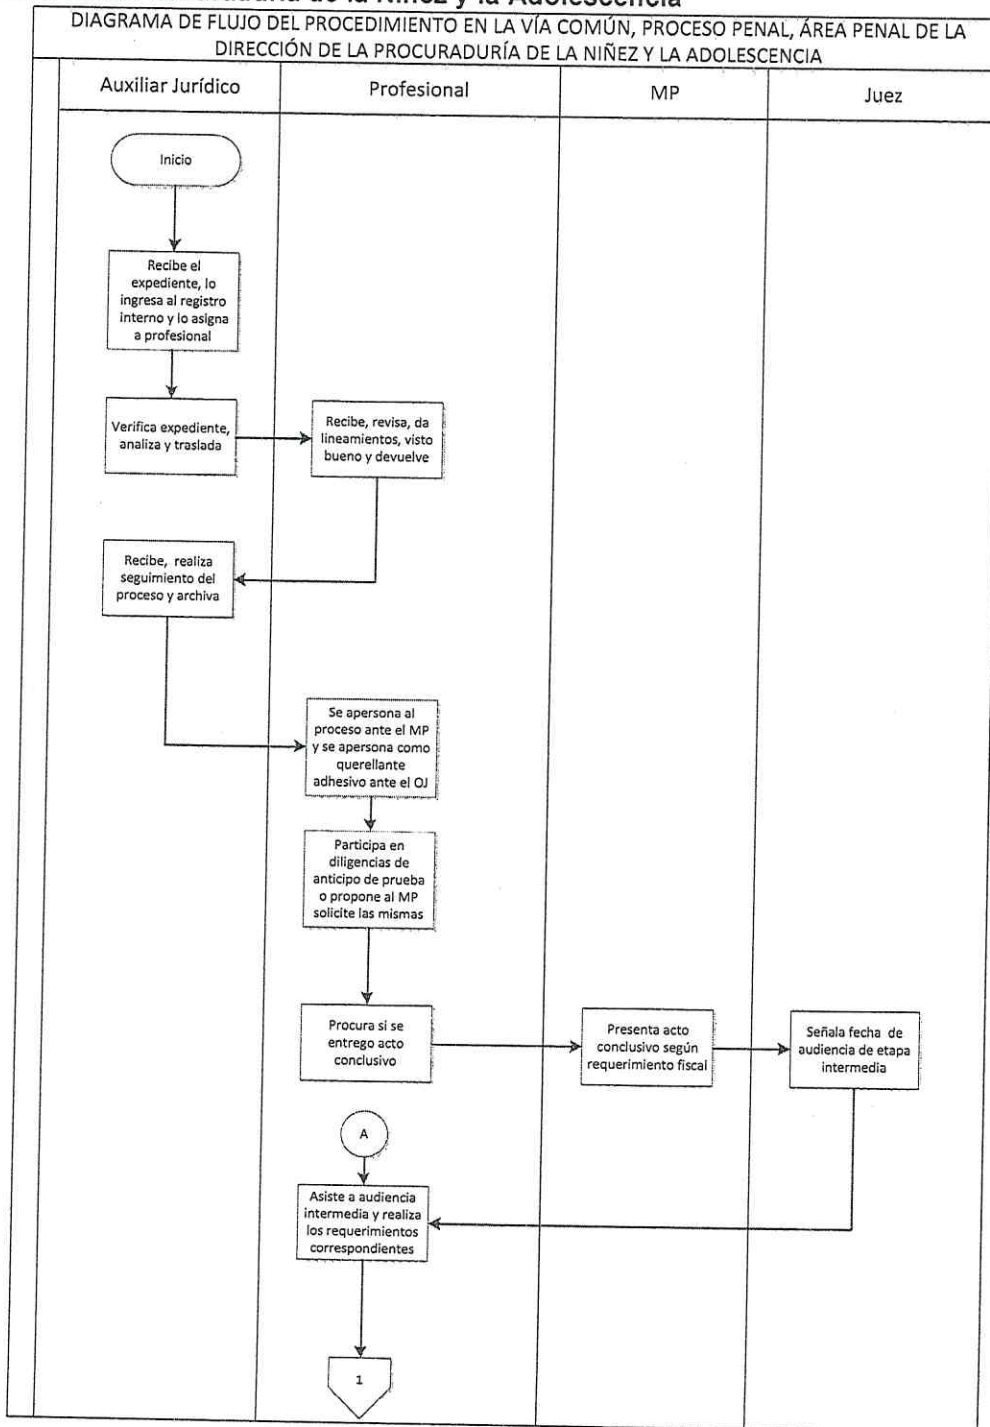 de la Niñez y la Adolescencia
DIAGRAMA DE FLUJO DEL PROCEDIMIENTO EN LA VÍA COMÚN, PROCESO PENAL, ÁREA PENAL DE LA
DIRECCIÓN DE LA PROCURADURÍA DE LA NIÑEZ Y LA ADOLESCENCIA
Auxiliar Jurídico
Profesional
MP
Juez
Inicio
Recibe el
expediente, lo
ingresa al registro
interno y lo asigna
a profesional
Verifica expediente,
analiza y traslada
Recibe, revisa, da
lineamientos, visto
bueno y devuelve
Recibe, realiza
seguimiento del
proceso y archiva
Se apersona al
proceso ante el MP
y se apersona como
querellante
adhesivo ante el OJ
Participa en
diligencias de
anticipo de prueba
o propone al MP
solicite las mismas
Procura si se
entrego acto
conclusivo
Presenta acto
conclusivo según
requerimiento fiscal
Señala fecha de
audiencia de etapa
intermedia
A
Asiste a audiencia
intermedia y realiza
los requerimientos
correspondientes
1